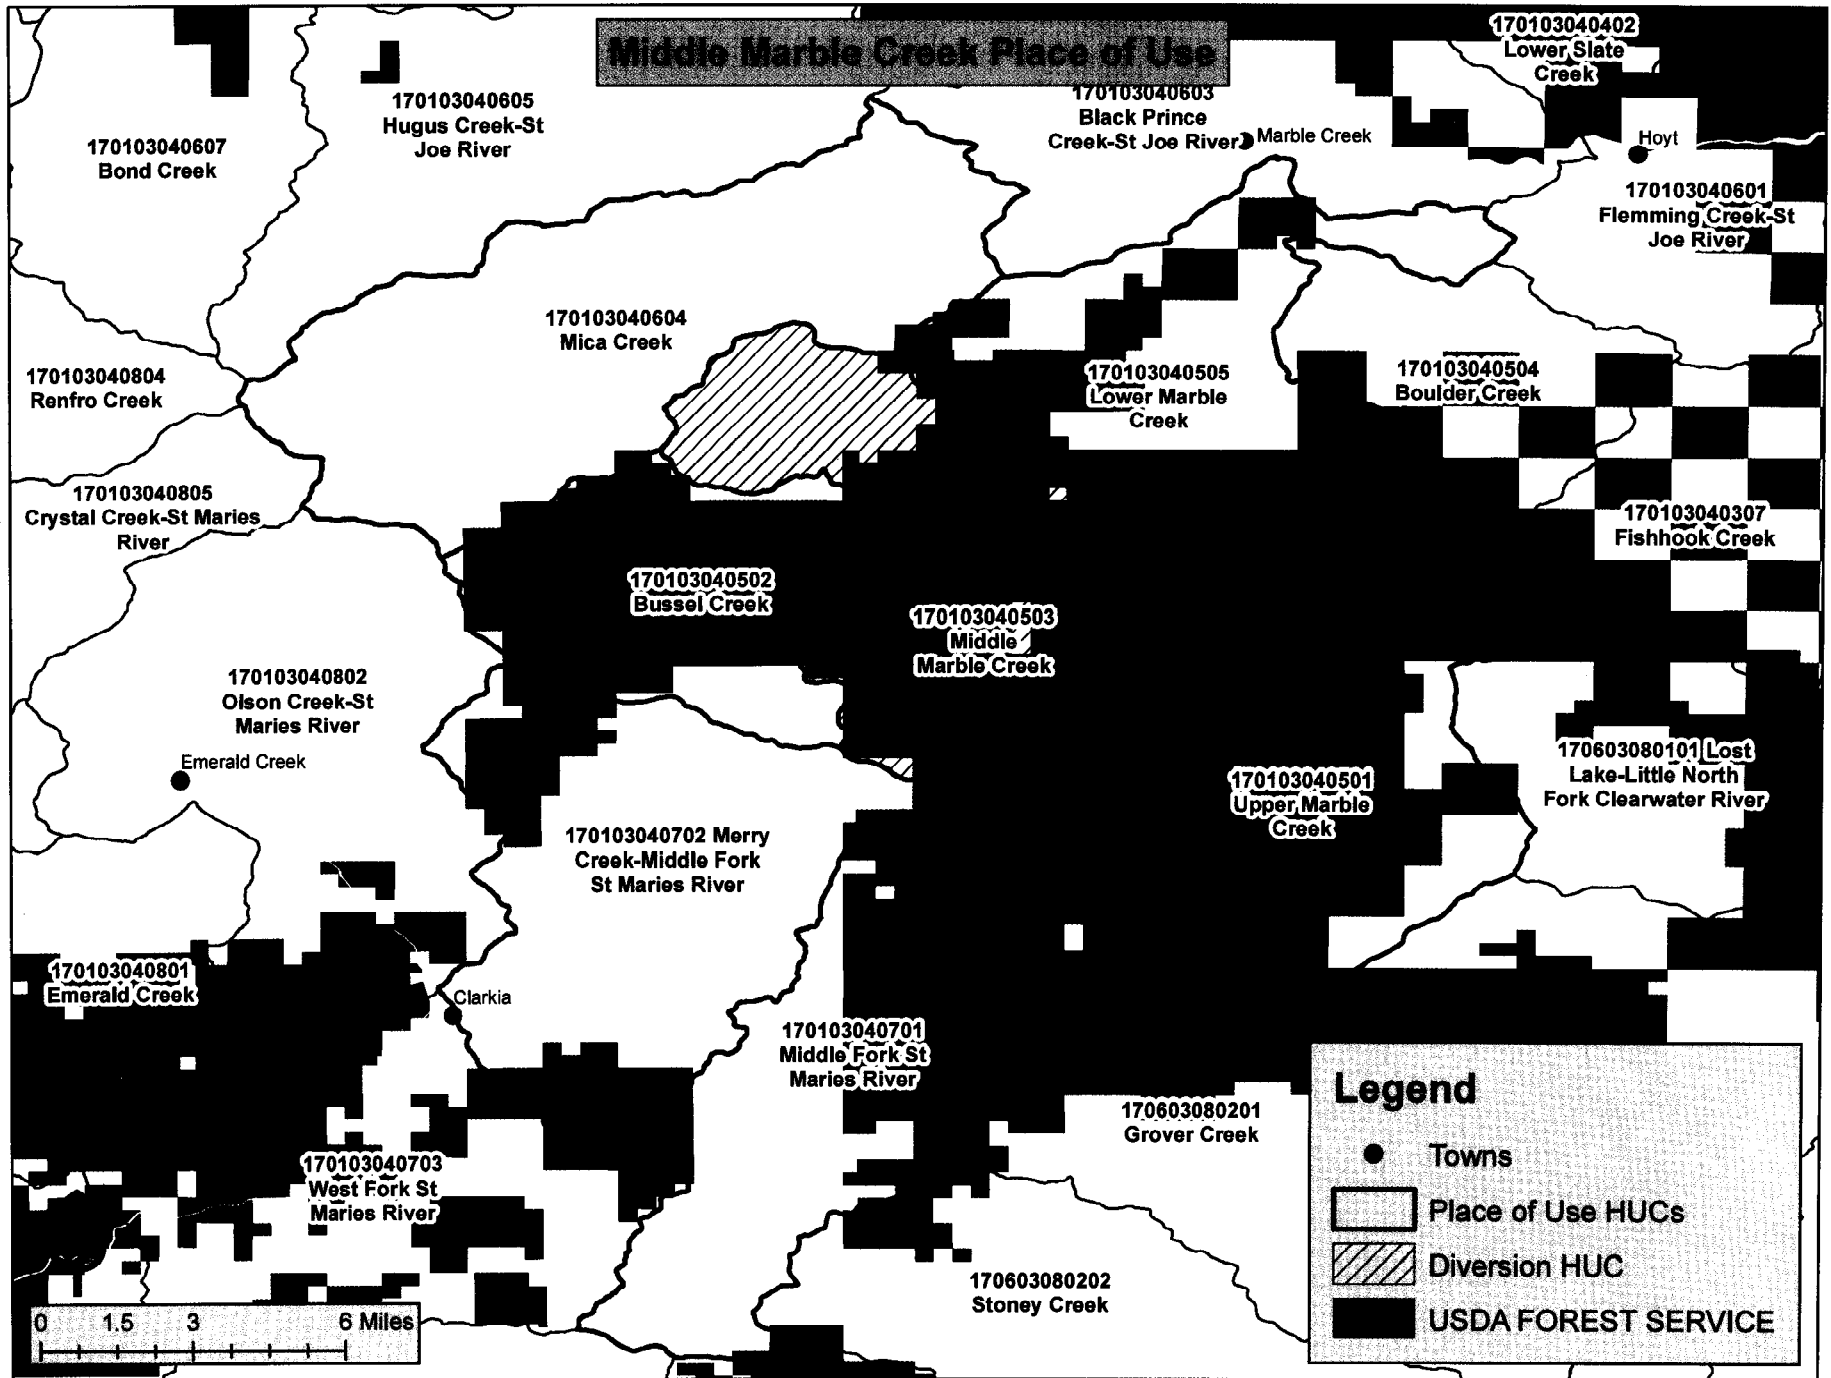 Middle Marble Creek Place of Use
170103040402
Lower Slate
Creek
170103040605
Hugus Creek-St
Joe River
170103040603
Black Prince
Creek-St Joe River
Marble Creek
Hoyt
170103040607
Bond Creek
170103040601
Flemming Creek-St
Joe River
170103040604
Mica Creek
170103040804
Renfro Creek
170103040505
Lower Marble
Creek
170103040504
Boulder Creek
170103040805
Crystal Creek-St Maries
River
170103040307
Fishhook Creek
170103040502
Bussel Creek
170103040503
Middle
Marble Creek
170103040802
Olson Creek-St
Maries River
Emerald Creek
170603080101 Lost
Lake-Little North
Fork Clearwater River
170103040501
Upper Marble
Creek
170103040702 Merry
Creek-Middle Fork
St Maries River
170103040801
Emerald Creek
Clarkia
170103040701
Middle Fork St
Maries River
170603080201
Grover Creek
170103040703
West Fork St
Maries River
170603080202
Stoney Creek
Legend
Towns
Place of Use HUCs
Diversion HUC
USDA FOREST SERVICE
0 1.5 3 6 Miles